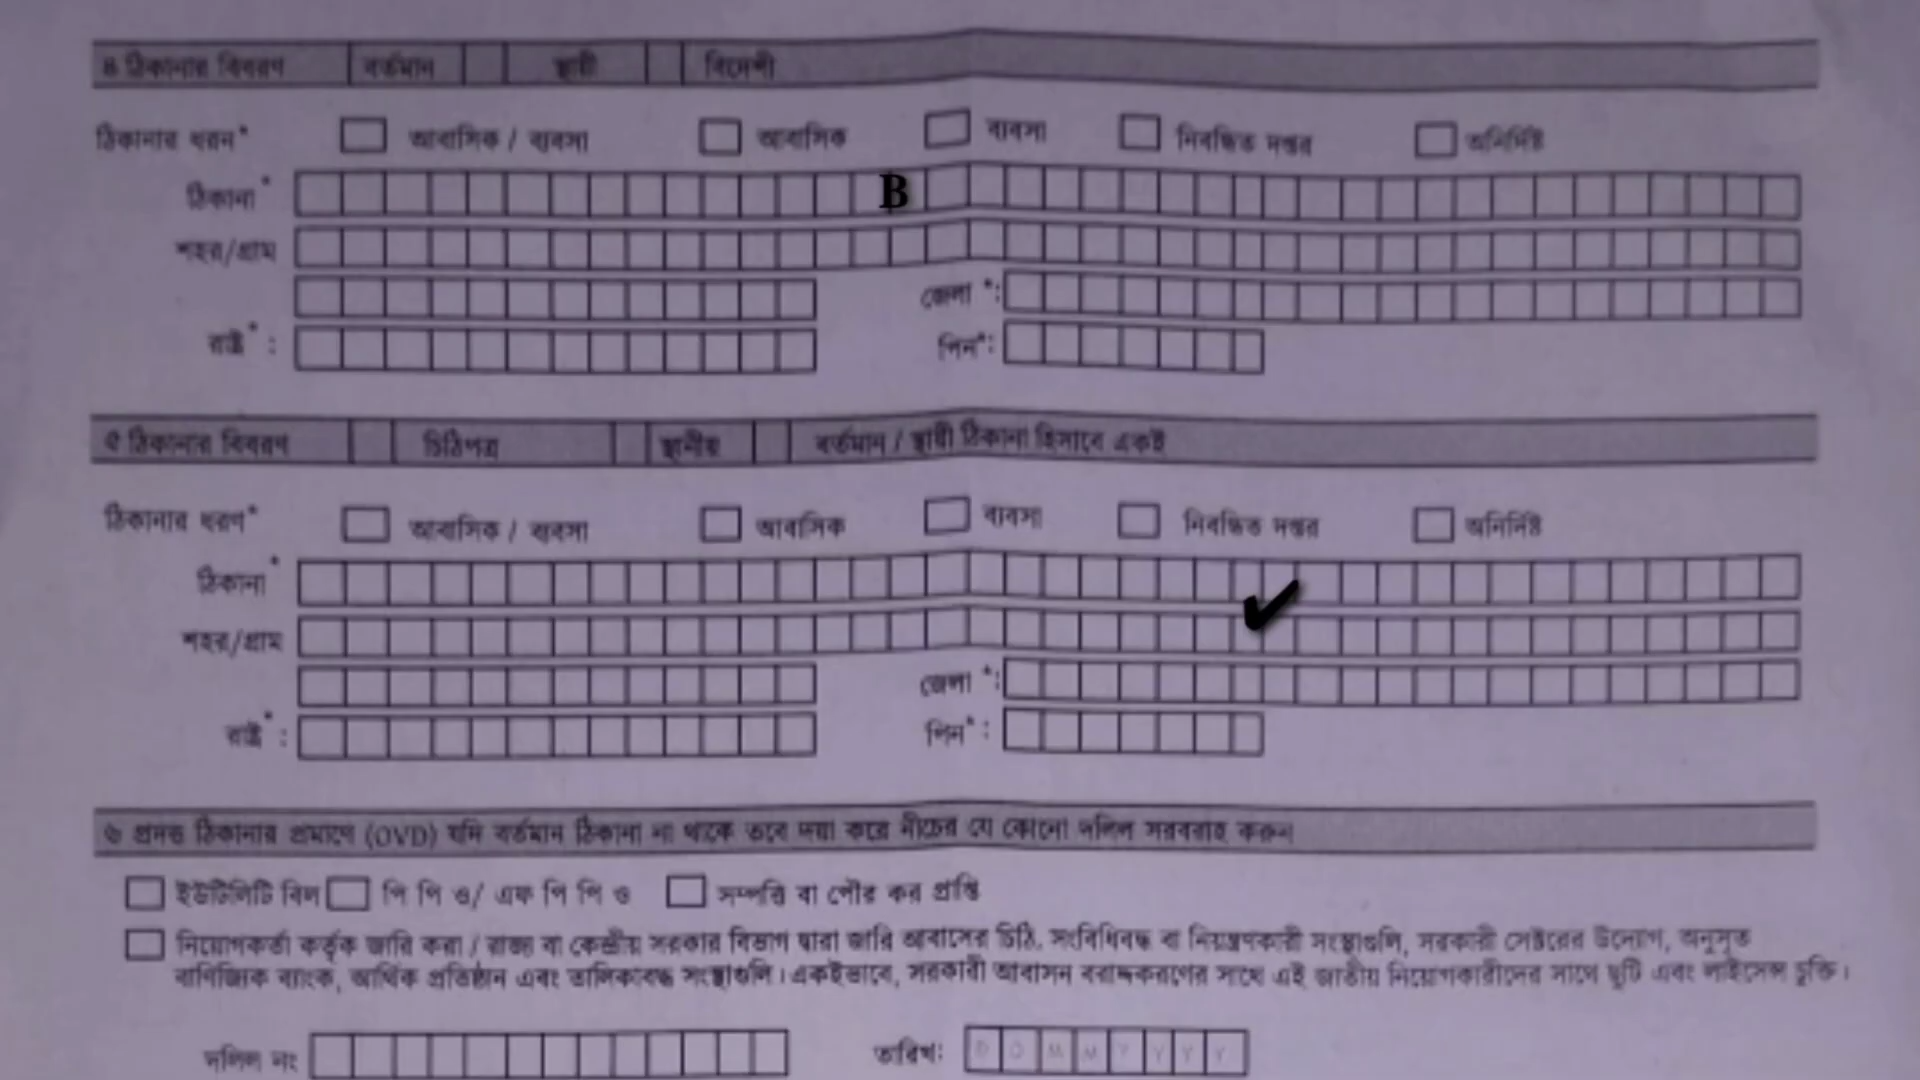 ৪ ঠিকানার বিবরণ বর্তমান স্থায়ী বিদেশী
ঠিকানার ধরন* আবাসিক / ব্যবসা আবাসিক ব্যবসা নিবন্ধিত দপ্তর অনির্দিষ্ট
ঠিকানা* B
শহর/গ্রাম
জেলা *:
রাষ্ট্র* : পিন*:
৫ ঠিকানার বিবরণ চিঠিপত্র স্থানীয় বর্তমান / স্থায়ী ঠিকানা হিসাবে একই
ঠিকানার ধরণ* আবাসিক / ব্যবসা আবাসিক ব্যবসা নিবন্ধিত দপ্তর অনির্দিষ্ট
ঠিকানা*
✔
শহর/গ্রাম
জেলা *:
রাষ্ট্র* : পিন* :
৬ প্রদত্ত ঠিকানার প্রমাণে (OVD) যদি বর্তমান ঠিকানা না থাকে তবে দয়া করে নীচের যে কোনো দলিল সরবরাহ করুন
ইউটিলিটি বিল পি পি ও/ এফ পি পি ও সম্পত্তি বা পৌর কর প্রাপ্তি
নিয়োগকর্তা কর্তৃক জারি করা / রাজ্য বা কেন্দ্রীয় সরকার বিভাগ দ্বারা জারি আবাসের চিঠি, সংবিধিবদ্ধ বা নিয়ন্ত্রণকারী সংস্থাগুলি, সরকারী সেক্টরের উদ্যোগ, অনুসূত
বাণিজ্যিক ব্যাংক, আর্থিক প্রতিষ্ঠান এবং তালিকাবদ্ধ সংস্থাগুলি। একইভাবে, সরকারী আবাসন বরাদ্দকরণের সাথে এই জাতীয় নিয়োগকারীদের সাথে ছুটি এবং লাইসেন্স চুক্তি।
দলিল নং তারিখ: D D M M Y Y Y Y